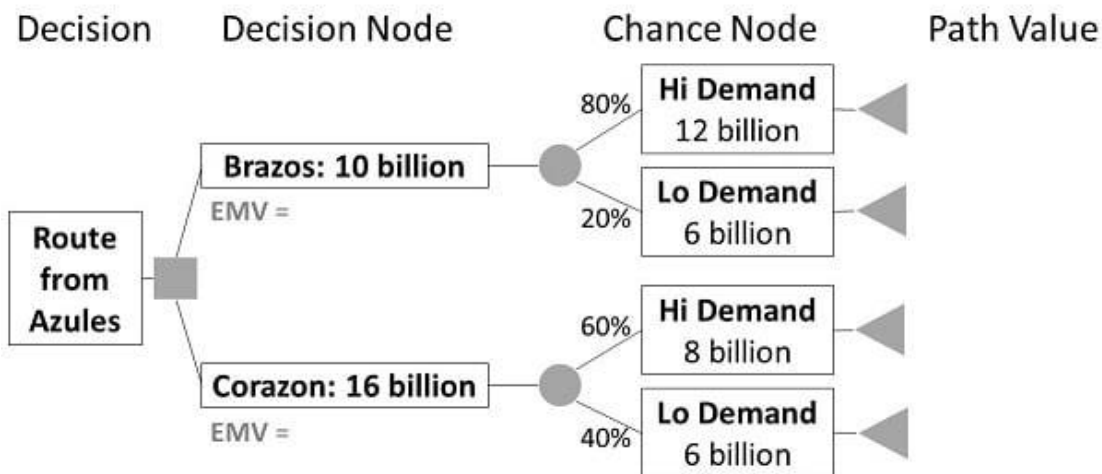 Decision Decision Node Chance Node Path Value
80%
Hi Demand
12 billion
Brazos: 10 billion
EMV =
20%
Lo Demand
6 billion
Route
from
Azules
60%
Hi Demand
8 billion
Corazon: 16 billion
EMV =
40%
Lo Demand
6 billion